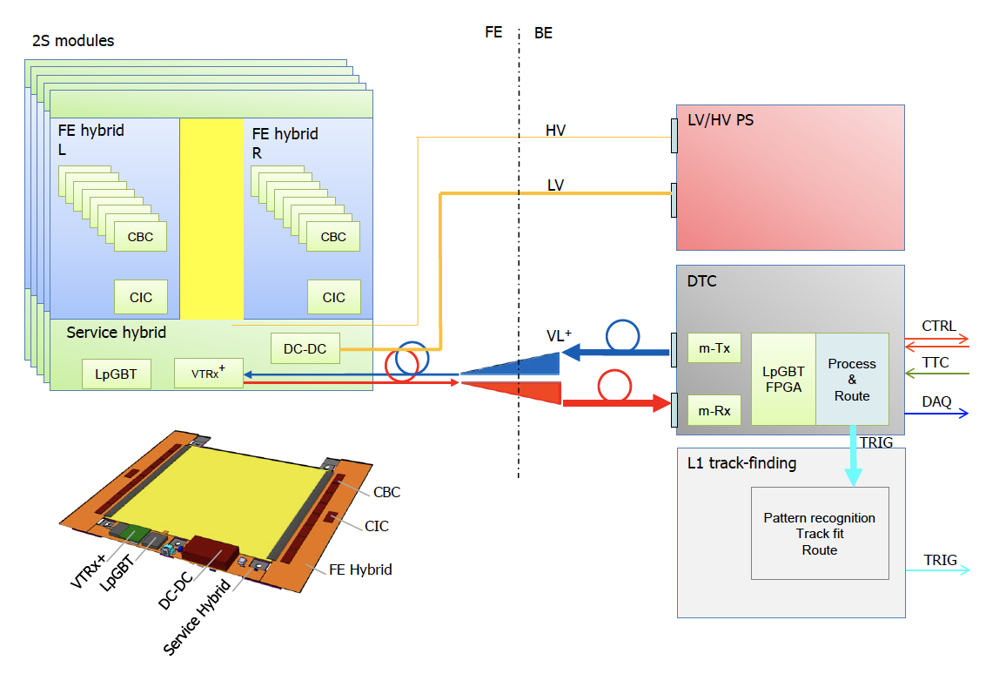 2S modules
FE
BE
FE hybrid
L
FE hybrid
R
CBC
CBC
CIC
CIC
Service hybrid
DC-DC
LpGBT
VTRx+
HV
LV
VL+
LV/HV PS
DTC
m-Tx
m-Rx
LpGBT
FPGA
Process
&
Route
CTRL
TTC
DAQ
TRIG
L1 track-finding
Pattern recognition
Track fit
Route
TRIG
CBC
CIC
FE Hybrid
VTRx+
LpGBT
DC-DC
Service Hybrid